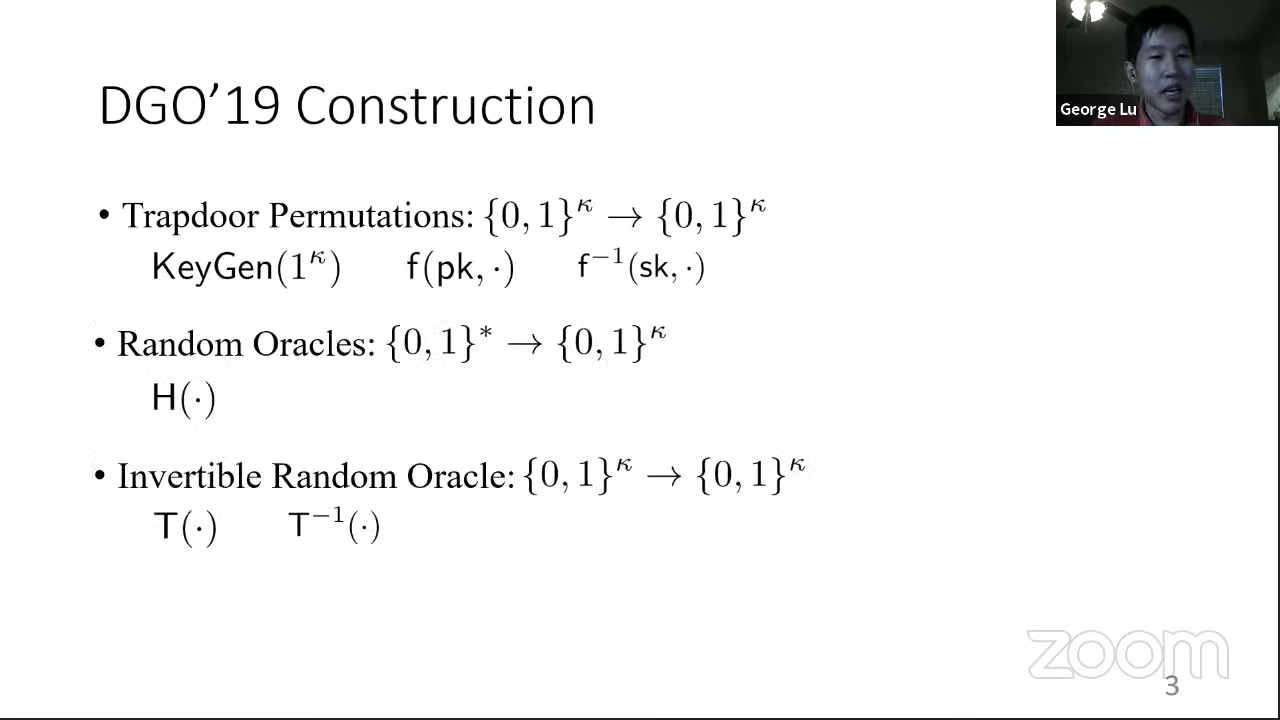 DGO'19 Construction
George Lu
• Trapdoor Permutations: {0, 1}^κ → {0, 1}^κ
KeyGen(1^κ) f(pk, ·) f^−1(sk, ·)
• Random Oracles: {0, 1}^* → {0, 1}^κ
H(·)
• Invertible Random Oracle: {0, 1}^κ → {0, 1}^κ
T(·) T^−1(·)
zoom
3